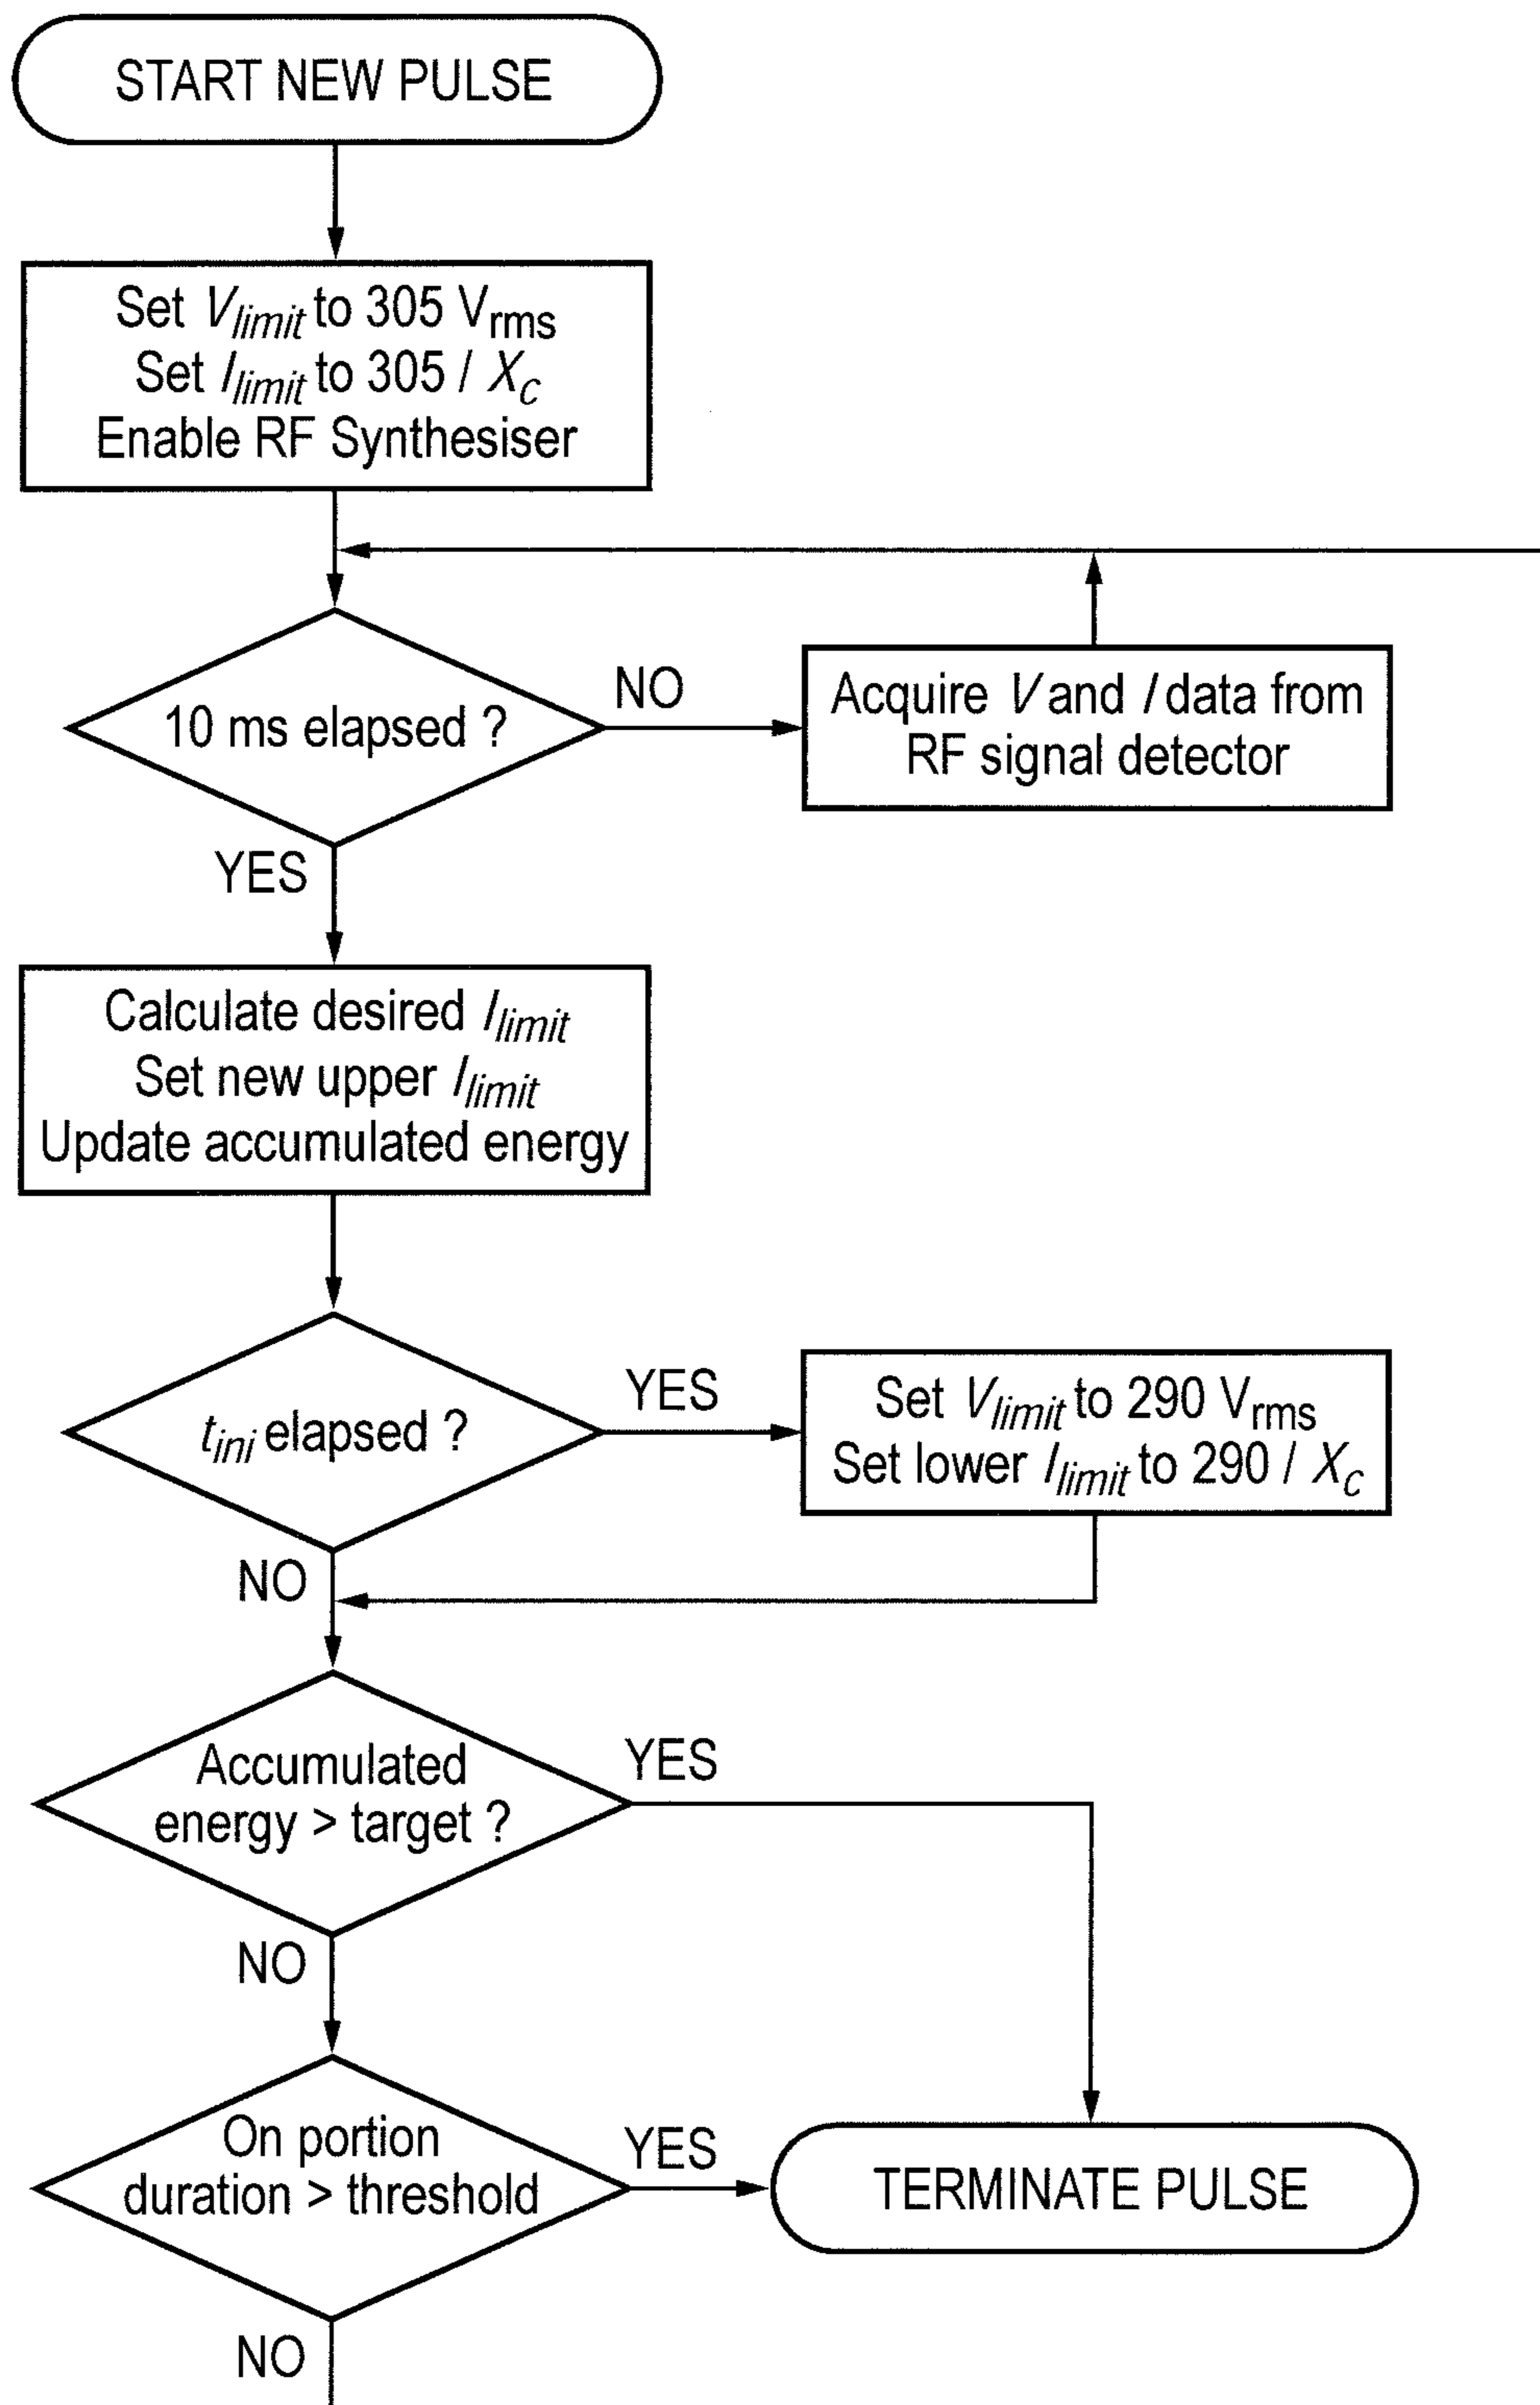 START NEW PULSE
Set V_limit to 305 V_rms
Set I_limit to 305 / X_c
Enable RF Synthesiser
10 ms elapsed ?
NO
Acquire V and I data from
RF signal detector
YES
Calculate desired I_limit
Set new upper I_limit
Update accumulated energy
t_ini elapsed ?
YES
Set V_limit to 290 V_rms
Set lower I_limit to 290 / X_c
NO
Accumulated
energy > target ?
YES
NO
On portion
duration > threshold
YES
TERMINATE PULSE
NO